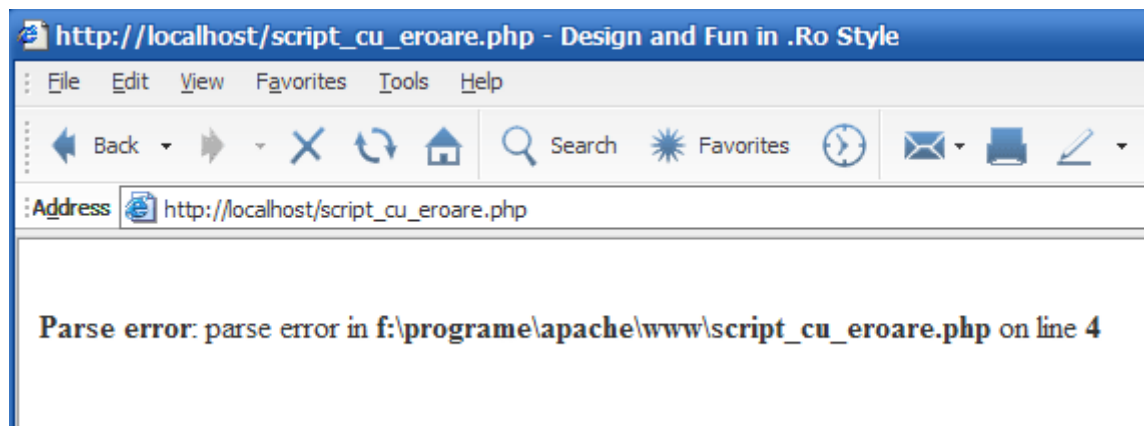 http://localhost/script_cu_eroare.php - Design and Fun in .Ro Style
File Edit View Favorites Tools Help
Back Search Favorites
Address http://localhost/script_cu_eroare.php
Parse error: parse error in f:\programe\apache\www\script_cu_eroare.php on line 4